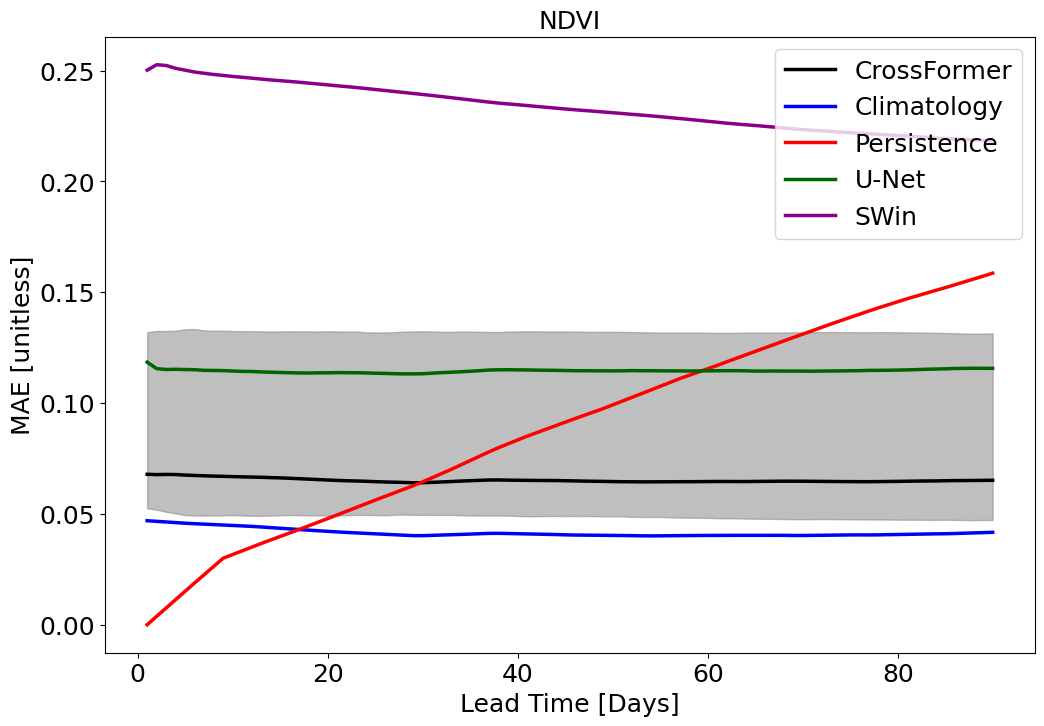 NDVI
MAE [unitless]
0.25
0.20
0.15
0.10
0.05
0.00
CrossFormer
Climatology
Persistence
U-Net
SWin
0 20 40 60 80
Lead Time [Days]